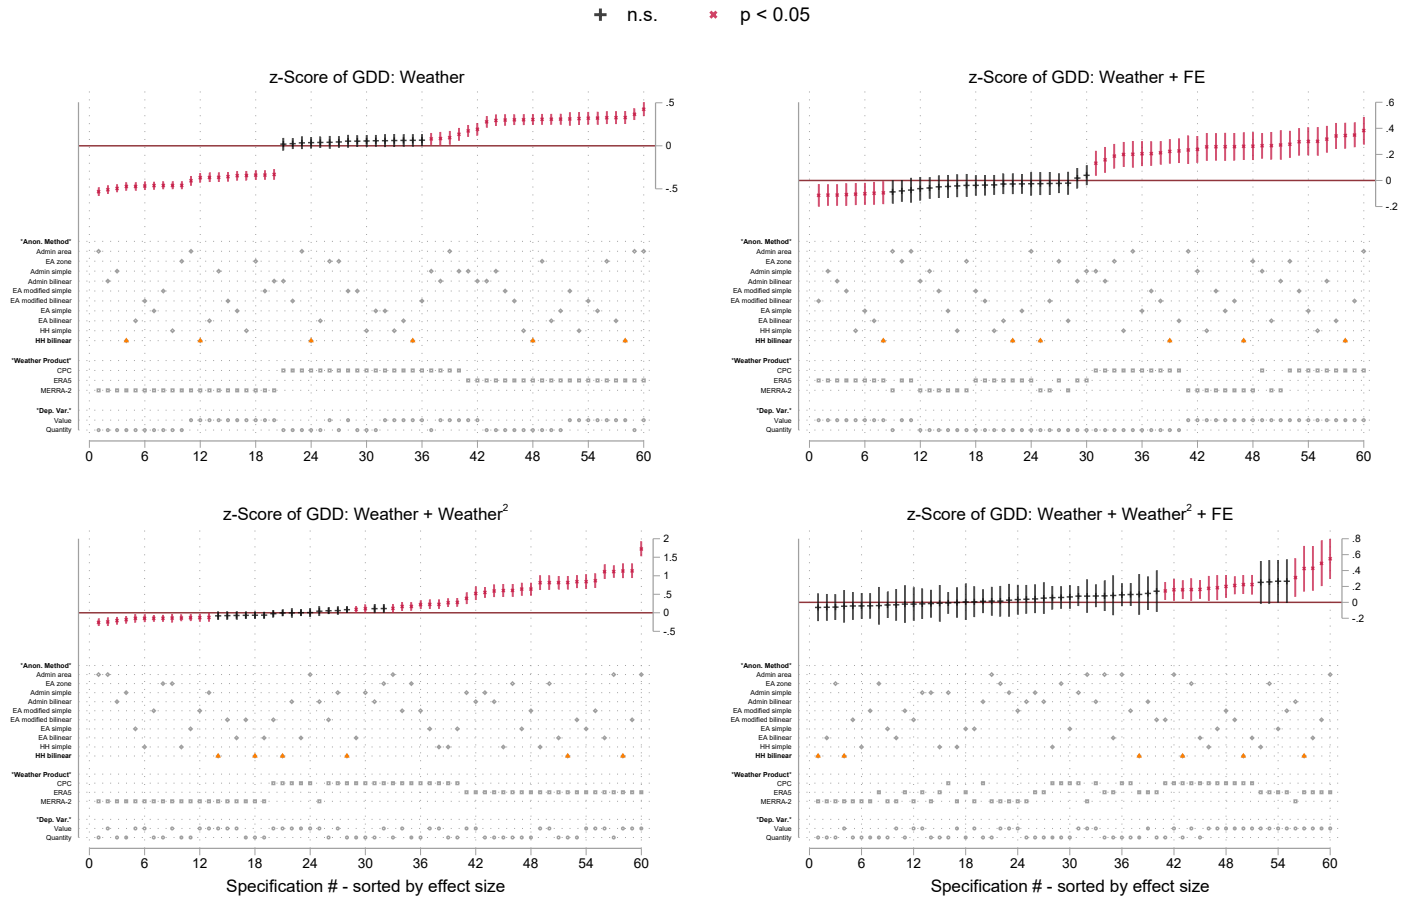 n.s. p < 0.05
z-Score of GDD: Weather
.5
0
-.5
"Anon. Method"
Admin area
EA zone
Admin simple
Admin bilinear
EA modified simple
EA modified bilinear
EA simple
EA bilinear
HH simple
HH bilinear
"Weather Product"
CPC
ERA5
MERRA-2
"Dep. Var."
Value
Quantity
0 6 12 18 24 30 36 42 48 54 60
z-Score of GDD: Weather + FE
.6
.4
.2
0
-.2
"Anon. Method"
Admin area
EA zone
Admin simple
Admin bilinear
EA modified simple
EA modified bilinear
EA simple
EA bilinear
HH simple
HH bilinear
"Weather Product"
CPC
ERA5
MERRA-2
"Dep. Var."
Value
Quantity
0 6 12 18 24 30 36 42 48 54 60
z-Score of GDD: Weather + Weather²
2
1.5
1
.5
0
-.5
"Anon. Method"
Admin area
EA zone
Admin simple
Admin bilinear
EA modified simple
EA modified bilinear
EA simple
EA bilinear
HH simple
HH bilinear
"Weather Product"
CPC
ERA5
MERRA-2
"Dep. Var."
Value
Quantity
0 6 12 18 24 30 36 42 48 54 60
Specification # - sorted by effect size
z-Score of GDD: Weather + Weather² + FE
.8
.6
.4
.2
0
-.2
"Anon. Method"
Admin area
EA zone
Admin simple
Admin bilinear
EA modified simple
EA modified bilinear
EA simple
EA bilinear
HH simple
HH bilinear
"Weather Product"
CPC
ERA5
MERRA-2
"Dep. Var."
Value
Quantity
0 6 12 18 24 30 36 42 48 54 60
Specification # - sorted by effect size